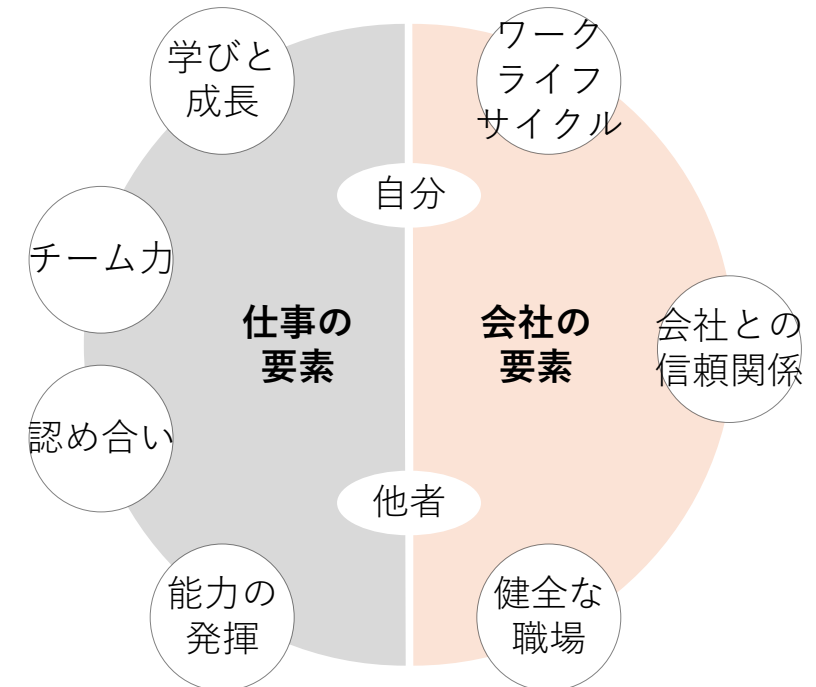 学びと
成長
ワーク
ライフ
サイクル
自分
チーム力
仕事の
要素
会社の
要素
会社との
信頼関係
認め合い
他者
能力の
発揮
健全な
職場